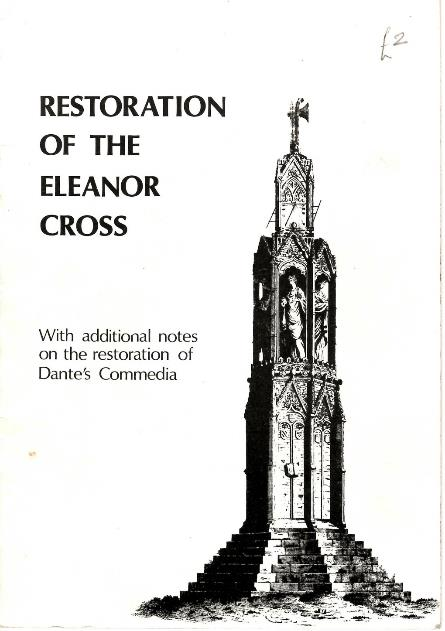 £2
RESTORATION
OF THE
ELEANOR
CROSS
With additional notes
on the restoration of
Dante's Commedia